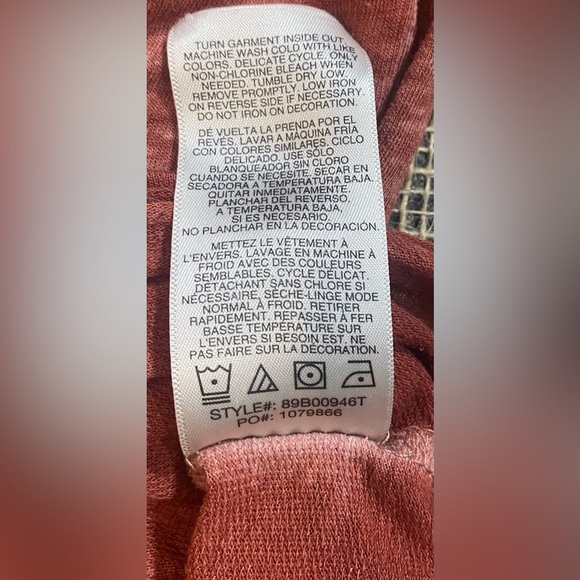 TURN GARMENT INSIDE OUT.
MACHINE WASH COLD WITH LIKE
COLORS. DELICATE CYCLE. ONLY
NON-CHLORINE BLEACH WHEN
NEEDED. TUMBLE DRY LOW.
REMOVE PROMPTLY. LOW IRON
ON REVERSE SIDE IF NECESSARY.
DO NOT IRON ON DECORATION.
DÉ VUELTA LA PRENDA POR EL
REVÉS. LAVAR A MÁQUINA FRÍA
CON COLORES SIMILARES. CICLO
DELICADO. USE SÓLO
BLANQUEADOR SIN CLORO
CUANDO SE NECESITE. SECAR EN
SECADORA A TEMPERATURA BAJA.
QUITAR INMEDIATAMENTE.
PLANCHAR DEL REVERSO,
A TEMPERATURA BAJA,
SI ES NECESARIO.
NO PLANCHAR EN LA DECORACIÓN.
METTEZ LE VÊTEMENT À
L'ENVERS. LAVAGE EN MACHINE À
FROID AVEC DES COULEURS
SEMBLABLES. CYCLE DÉLICAT.
DÉTACHANT SANS CHLORE SI
NÉCESSAIRE, SÈCHE-LINGE MODE
NORMAL À FROID. RETIRER
RAPIDEMENT. REPASSER À FER
BASSE TEMPERATURE SUR
L'ENVERS SI BESOIN EST, NE
PAS FAIRE SUR LA DÉCORATION.
STYLE#: 89B00946T
PO#: 1079866